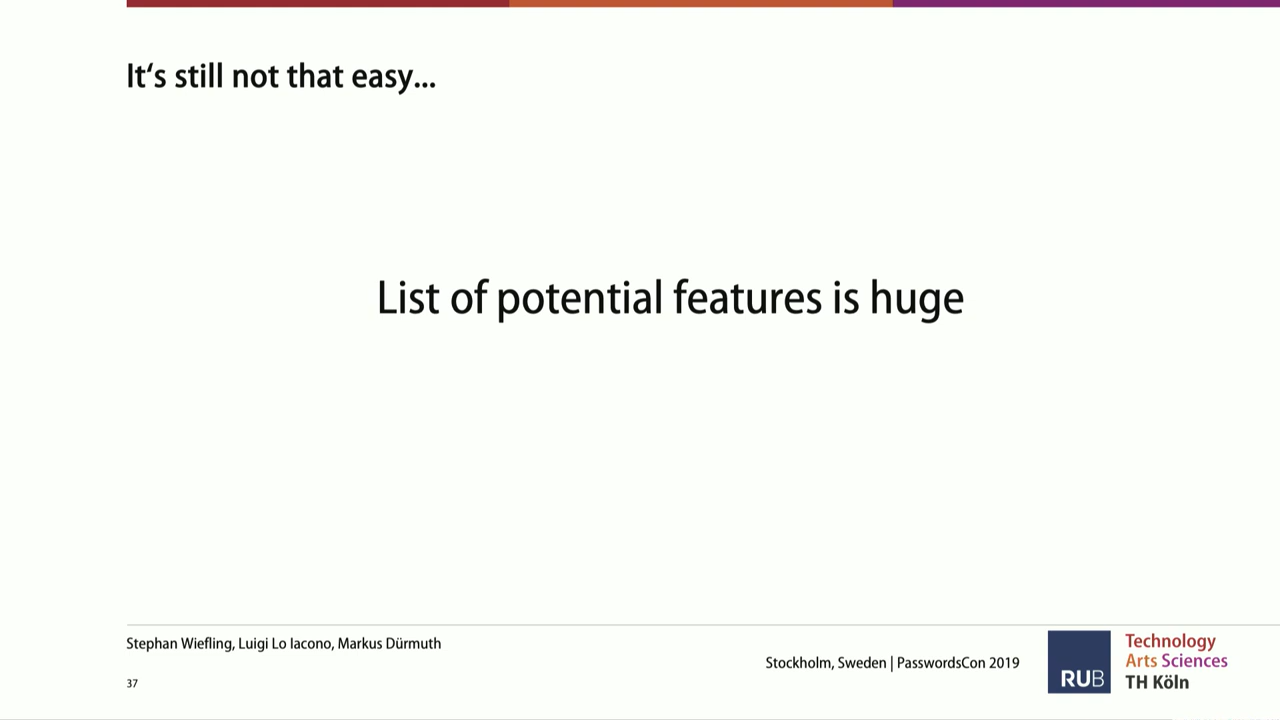 It‘s still not that easy...
List of potential features is huge
Stephan Wiefling, Luigi Lo Iacono, Markus Dürmuth
Stockholm, Sweden | PasswordsCon 2019
37
RUB
Technology
Arts Sciences
TH Köln